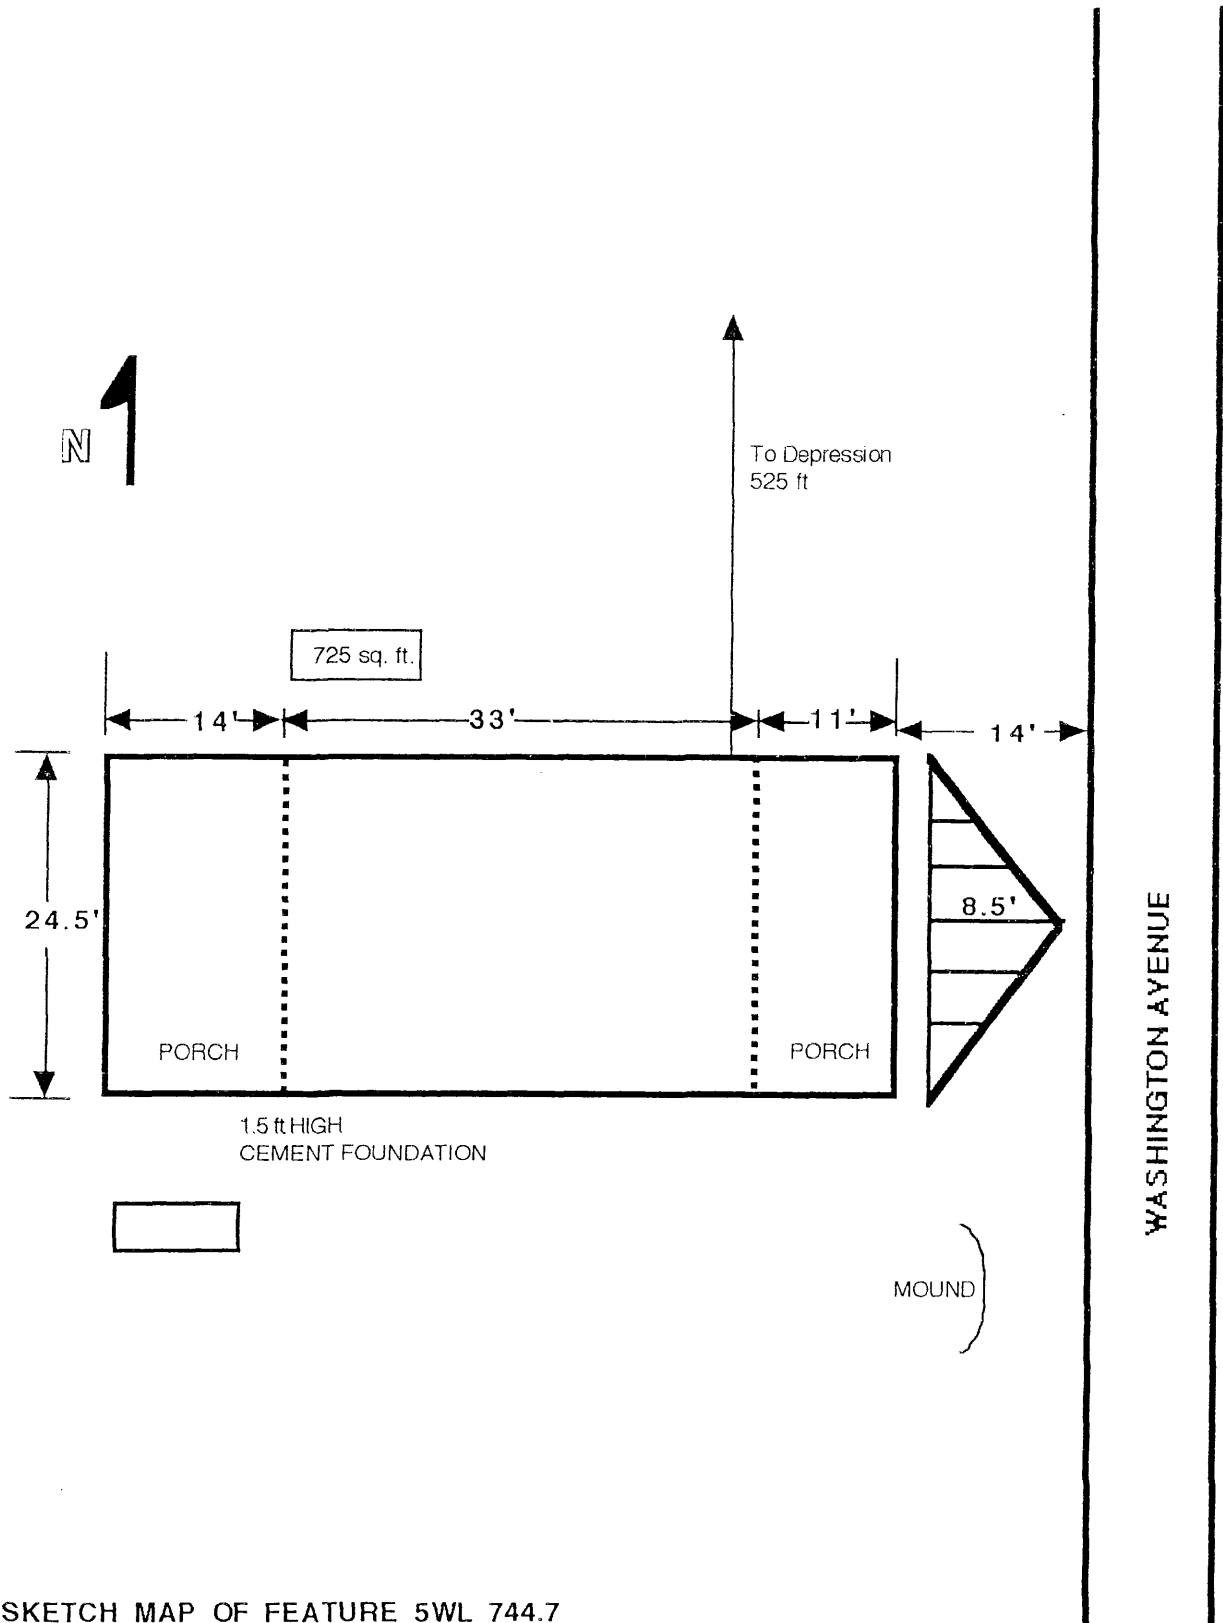 N
To Depression
525 ft
725 sq. ft.
14'
33'
11'
14'
24.5'
8.5'
PORCH
PORCH
1.5 ft HIGH
CEMENT FOUNDATION
MOUND
WASHINGTON AVENUE
SKETCH MAP OF FEATURE 5WL 744.7